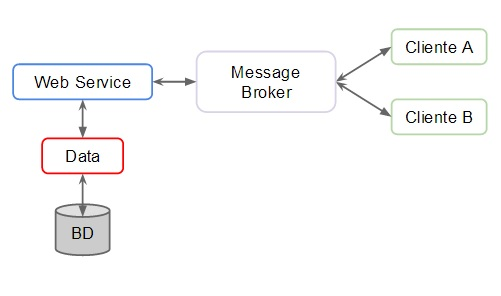 Web Service
Message
Broker
Cliente A
Cliente B
Data
BD